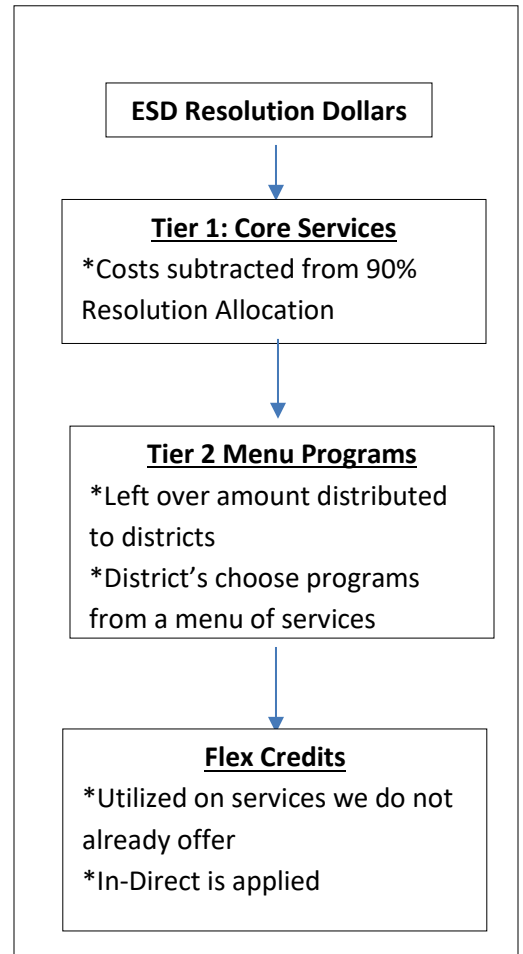 ESD Resolution Dollars
Tier 1: Core Services
*Costs subtracted from 90%
Resolution Allocation
Tier 2 Menu Programs
*Left over amount distributed
to districts
*District’s choose programs
from a menu of services
Flex Credits
*Utilized on services we do not
already offer
*In-Direct is applied